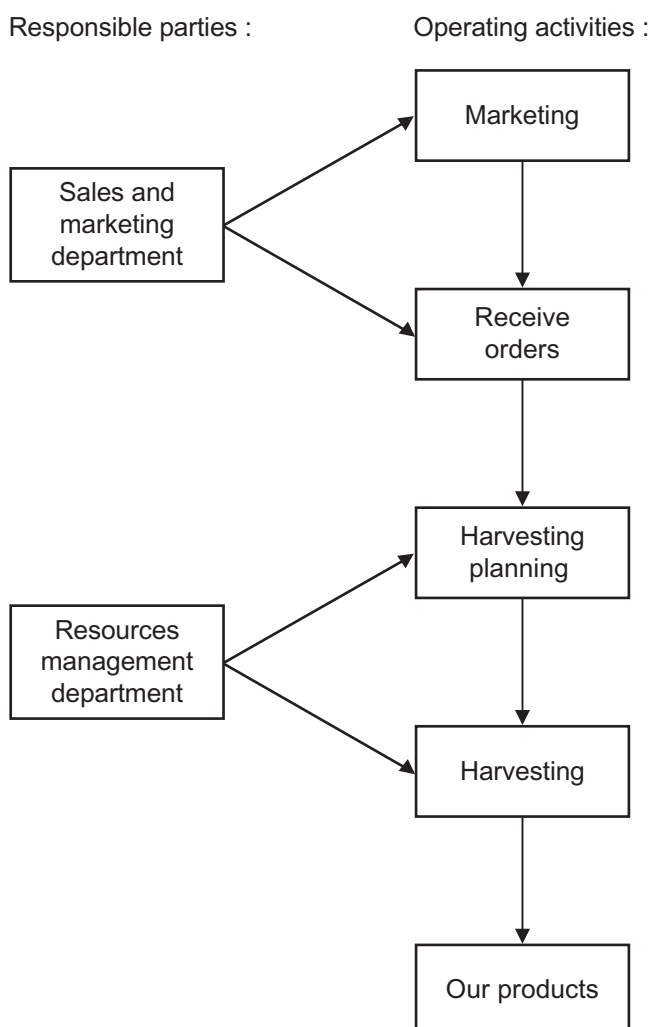 Responsible parties :
Operating activities :
Marketing
Sales and
marketing
department
Receive
orders
Harvesting
planning
Resources
management
department
Harvesting
Our products